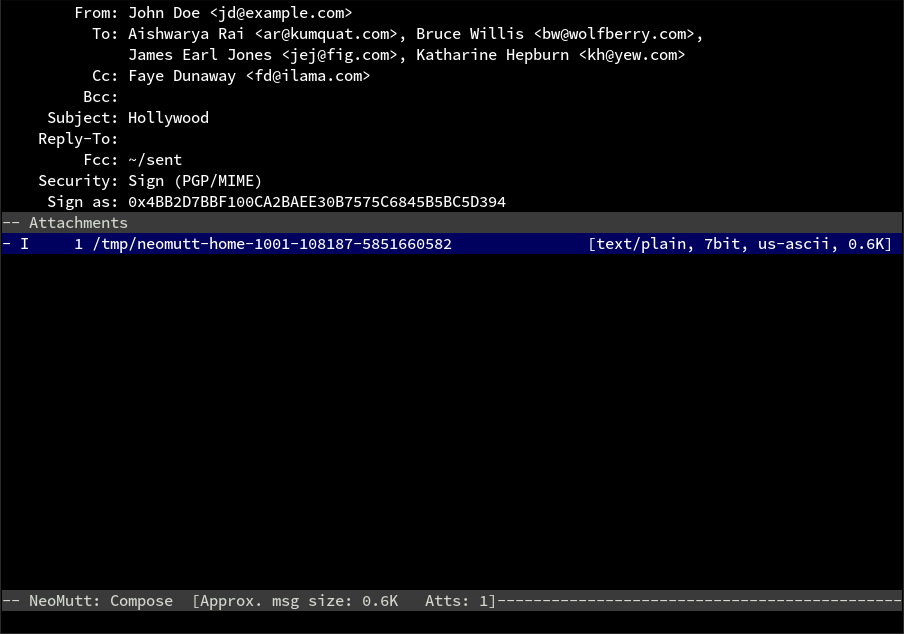 From: John Doe <jd@example.com>
To: Aishwarya Rai <ar@kumquat.com>, Bruce Willis <bw@wolfberry.com>,
James Earl Jones <jej@fig.com>, Katharine Hepburn <kh@yew.com>
Cc: Faye Dunaway <fd@ilama.com>
Bcc:
Subject: Hollywood
Reply-To:
Fcc: ~/sent
Security: Sign (PGP/MIME)
Sign as: 0x4BB2D7BBF100CA2BAEE30B7575C6845B5BC5D394
-- Attachments
- I     1 /tmp/neomutt-home-1001-108187-5851660582               [text/plain, 7bit, us-ascii, 0.6K]
-- NeoMutt: Compose  [Approx. msg size: 0.6K   Atts: 1]---------------------------------------------